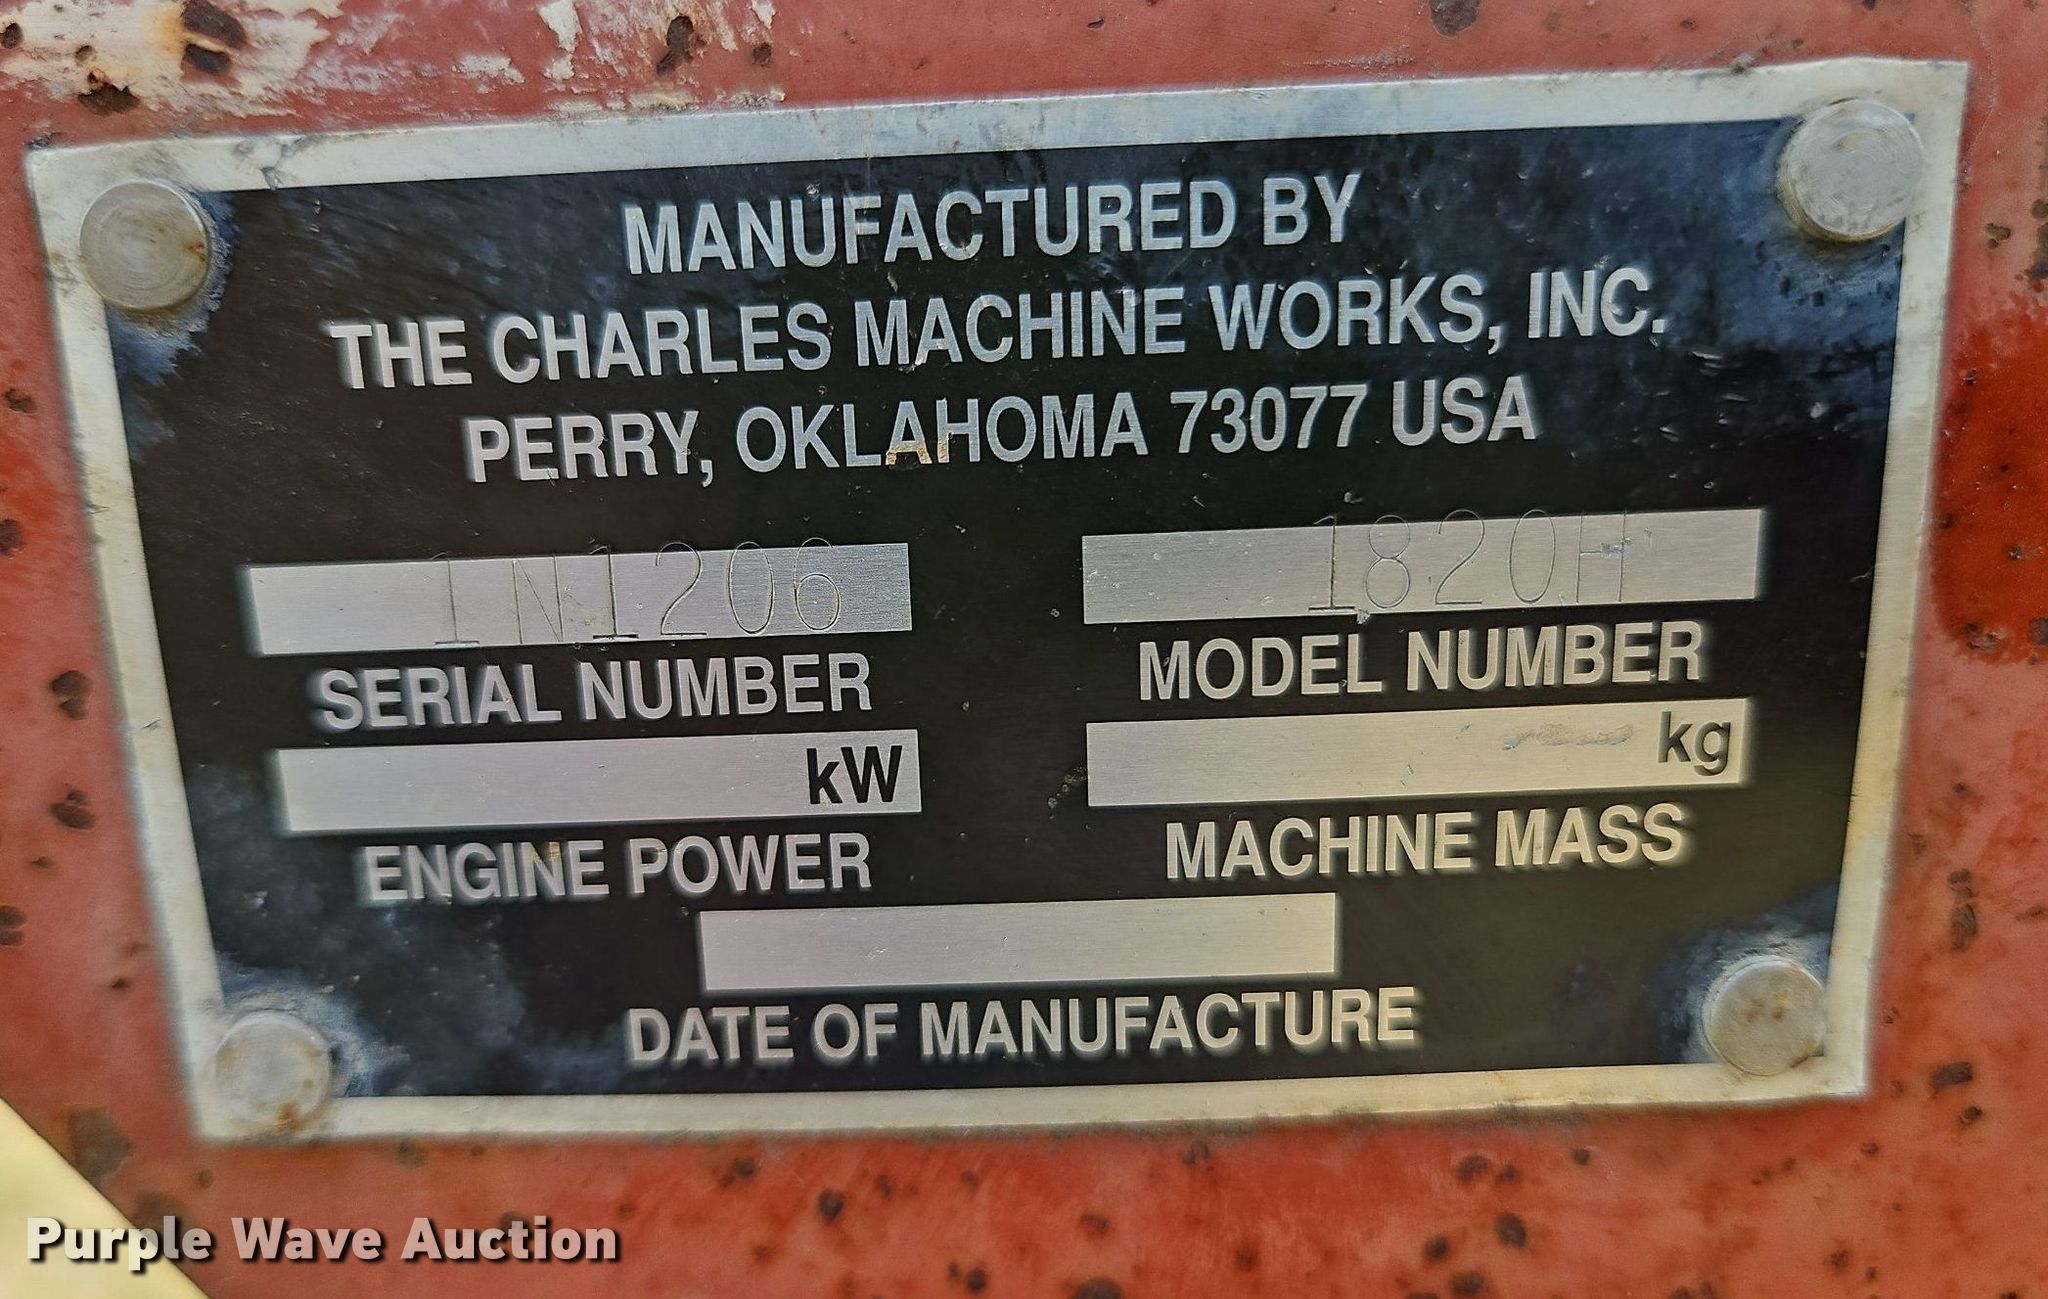 MANUFACTURED BY
THE CHARLES MACHINE WORKS, INC.
PERRY, OKLAHOMA 73077 USA
1N1206 1820H
SERIAL NUMBER MODEL NUMBER
kW kg
ENGINE POWER MACHINE MASS
DATE OF MANUFACTURE
Purple Wave Auction